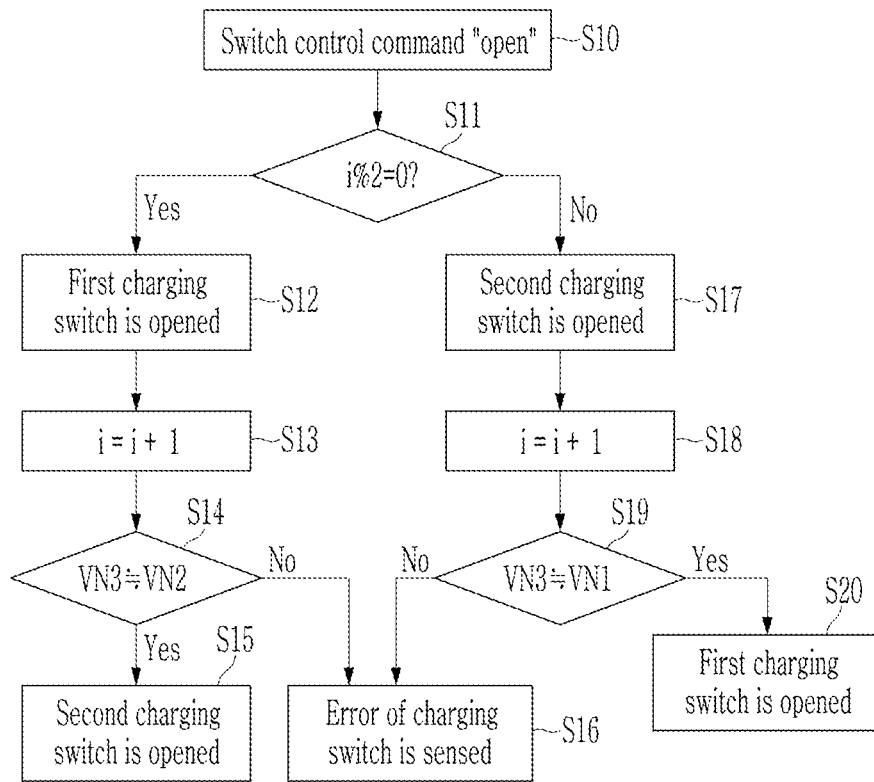 Switch control command "open"
S10
S11
i%2=0?
Yes
No
First charging
switch is opened
S12
Second charging
switch is opened
S17
i = i + 1
S13
i = i + 1
S18
S14
VN3≒VN2
No
Yes
S19
VN3≒VN1
No
Yes
S15
Second charging
switch is opened
Error of charging
switch is sensed
S16
S20
First charging
switch is opened